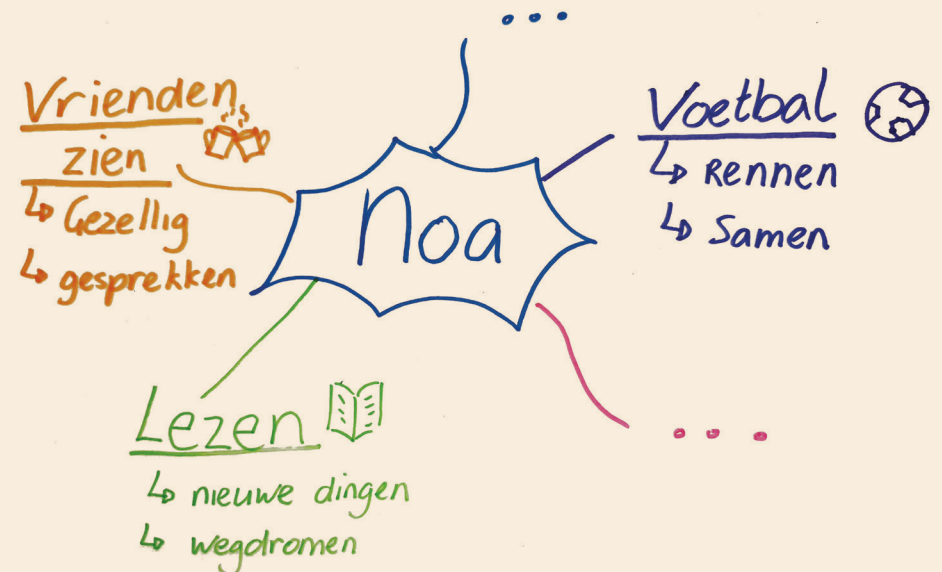 ...
Vrienden
zien
↳ Gezellig
↳ gesprekken
Noa
Voetbal
↳ Rennen
↳ Samen
Lezen
↳ nieuwe dingen
↳ wegdromen
...